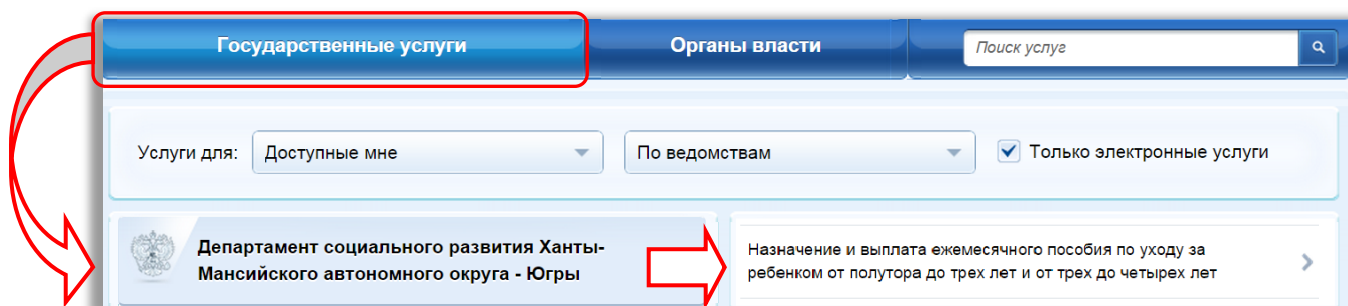 Государственные услуги
Органы власти
Поиск услуг
Услуги для:
Доступные мне
По ведомствам
Только электронные услуги
Департамент социального развития Ханты-
Мансийского автономного округа - Югры
Назначение и выплата ежемесячного пособия по уходу за
ребенком от полутора до трех лет и от трех до четырех лет